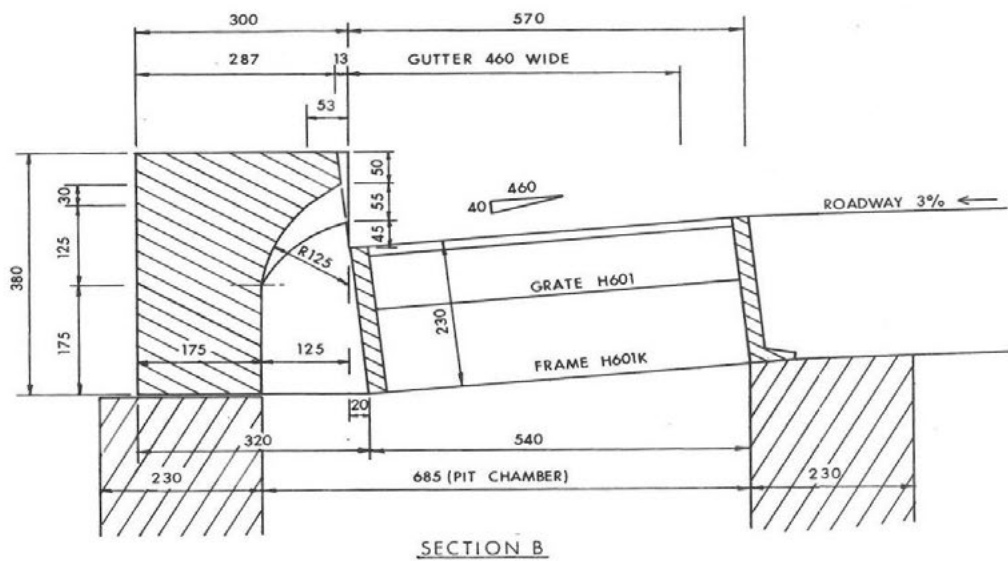 300 570
287 13 GUTTER 460 WIDE
53
50
30
460
55
40
ROADWAY 3%
45
125
R125
380
GRATE H601
230
175
175 125
FRAME H601K
20
320 540
230 685 (PIT CHAMBER) 230
SECTION B